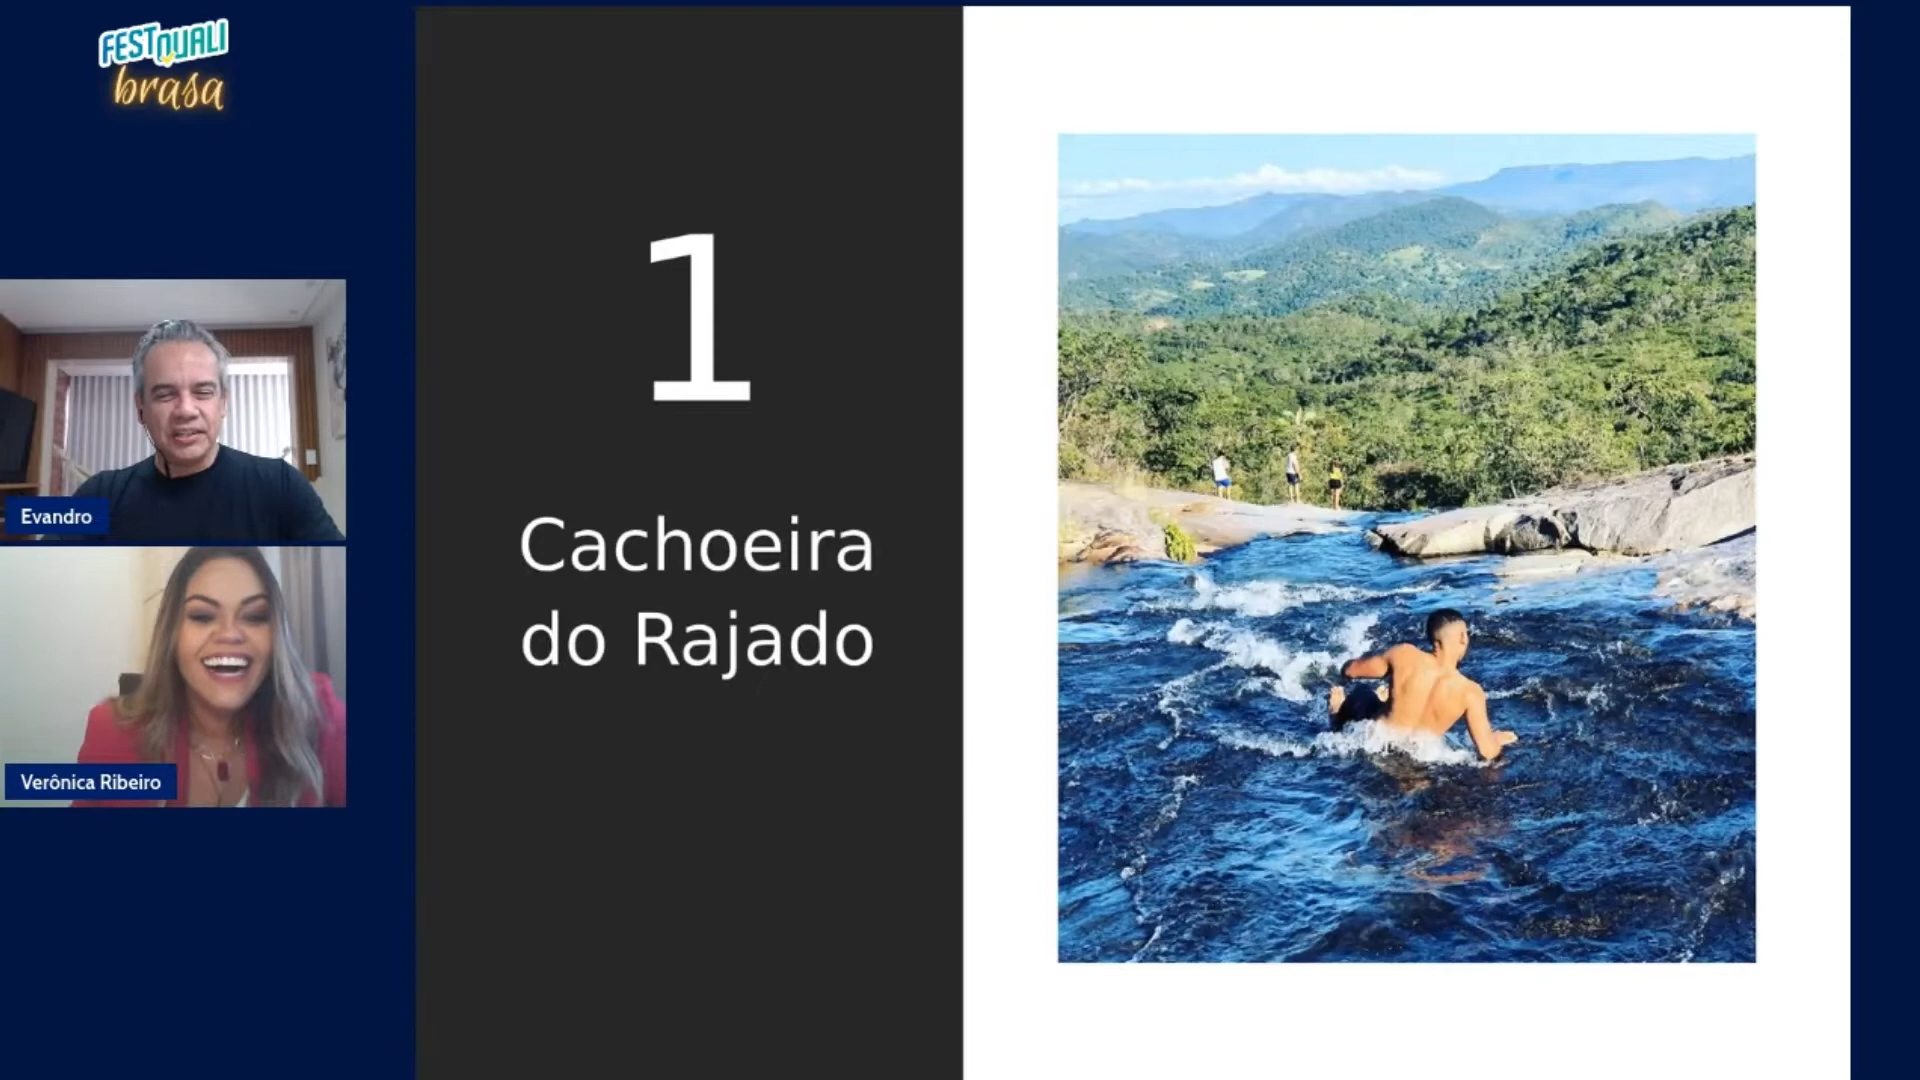 FESTQUALI
brasa
Evandro
Verônica Ribeiro
1
Cachoeira
do Rajado